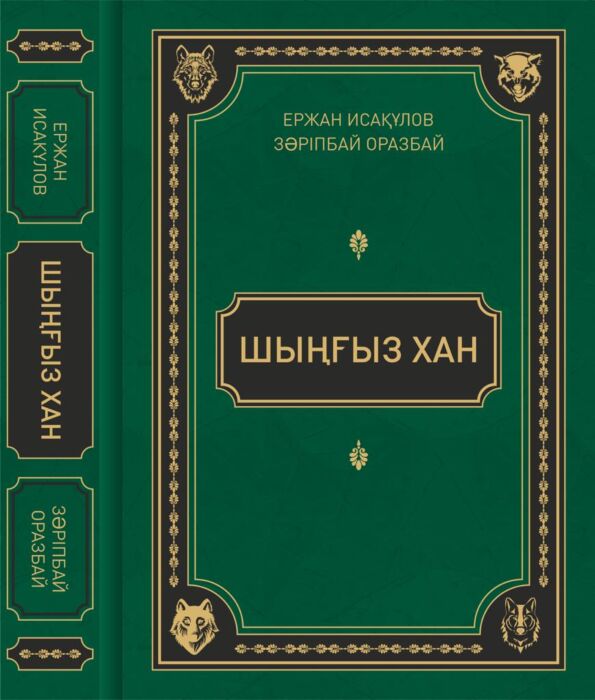 ЕРЖАН
ИСАҚҰЛОВ
ШЫҢҒЫЗ ХАН
ЗӘРІПБАЙ
ОРАЗБАЙ
ЕРЖАН ИСАҚҰЛОВ
ЗӘРІПБАЙ ОРАЗБАЙ
ШЫҢҒЫЗ ХАН